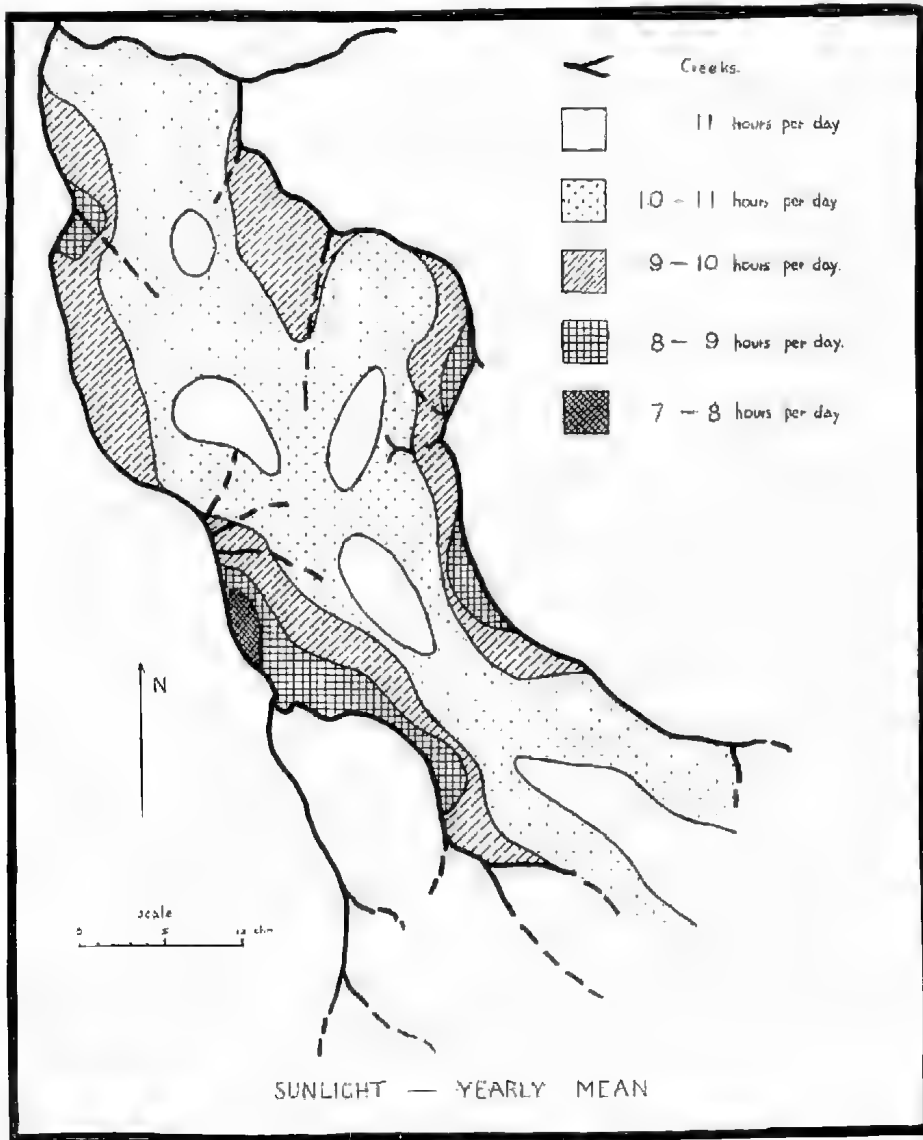 Creeks.
11 hours per day
10 - 11 hours per day
9 - 10 hours per day.
8 - 9 hours per day.
7 - 8 hours per day
N
scale
SUNLIGHT — YEARLY MEAN